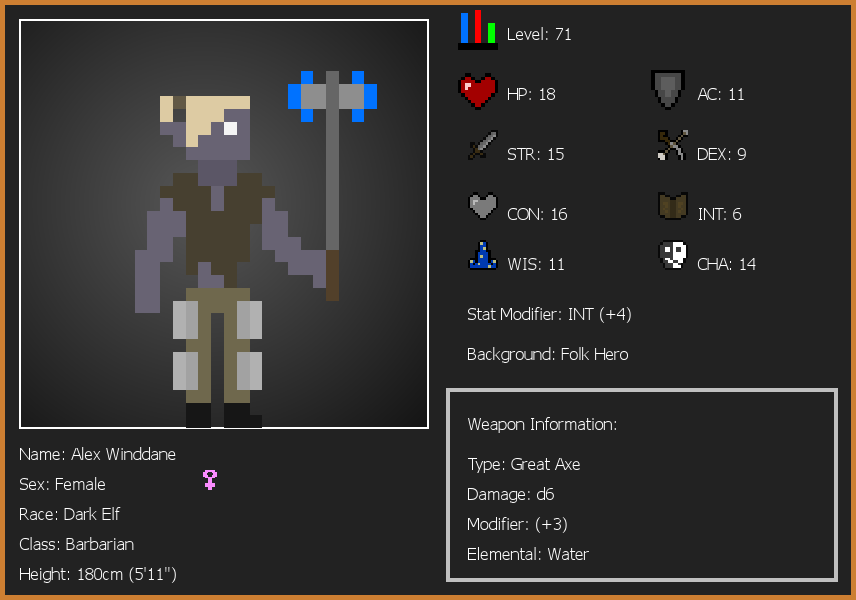 Level: 71
HP: 18
AC: 11
STR: 15
DEX: 9
CON: 16
INT: 6
WIS: 11
CHA: 14
Stat Modifier: INT (+4)
Background: Folk Hero
Weapon Information:
Type: Great Axe
Damage: d6
Modifier: (+3)
Elemental: Water
Name: Alex Winddane
Sex: Female
Race: Dark Elf
Class: Barbarian
Height: 180cm (5'11")